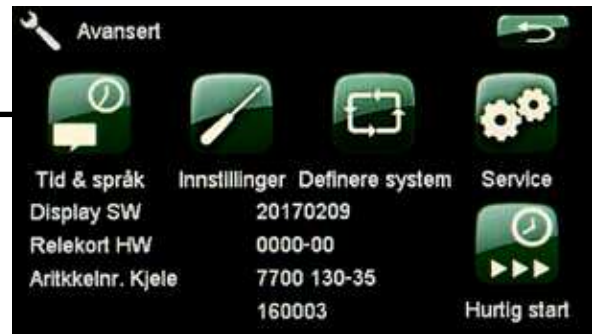 Avansert
Tid & språk Innstillinger Definere system Service
Display SW 20170209
Relekort HW 0000-00
Aritkkelnr. Kjele 7700 130-35
160003
Hurtig start